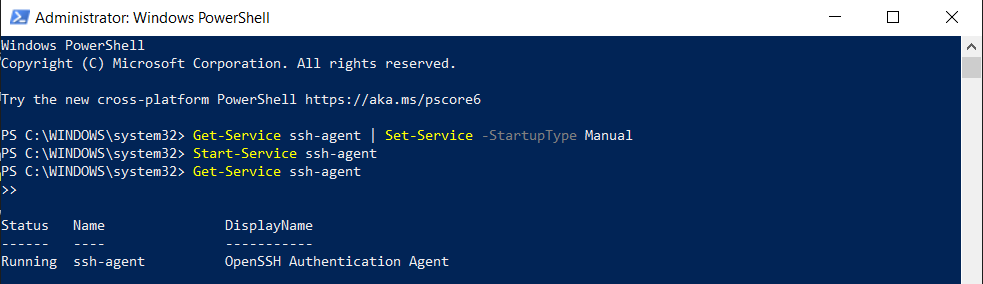 Administrator: Windows PowerShell
Windows PowerShell
Copyright (C) Microsoft Corporation. All rights reserved.
Try the new cross-platform PowerShell https://aka.ms/pscore6
PS C:\WINDOWS\system32> Get-Service ssh-agent | Set-Service -StartupType Manual
PS C:\WINDOWS\system32> Start-Service ssh-agent
PS C:\WINDOWS\system32> Get-Service ssh-agent
>>
Status   Name               DisplayName
------   ----               -----------
Running  ssh-agent          OpenSSH Authentication Agent